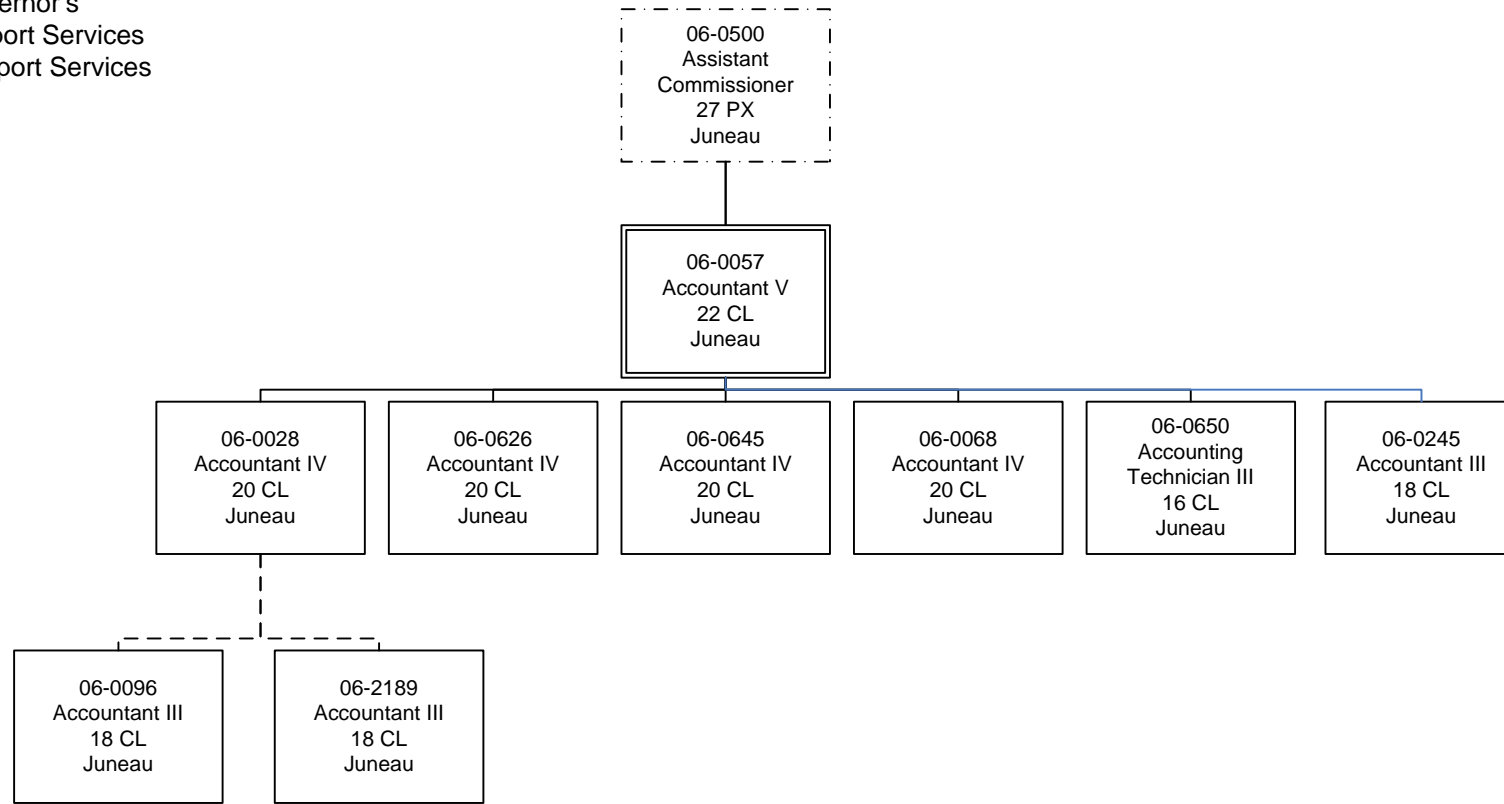 Support Services
Support Services
06-0500
Assistant
Commissioner
27 PX
Juneau
06-0057
Accountant V
22 CL
Juneau
06-0028
Accountant IV
20 CL
Juneau
06-0626
Accountant IV
20 CL
Juneau
06-0645
Accountant IV
20 CL
Juneau
06-0068
Accountant IV
20 CL
Juneau
06-0650
Accounting
Technician III
16 CL
Juneau
06-0245
Accountant III
18 CL
Juneau
06-0096
Accountant III
18 CL
Juneau
06-2189
Accountant III
18 CL
Juneau